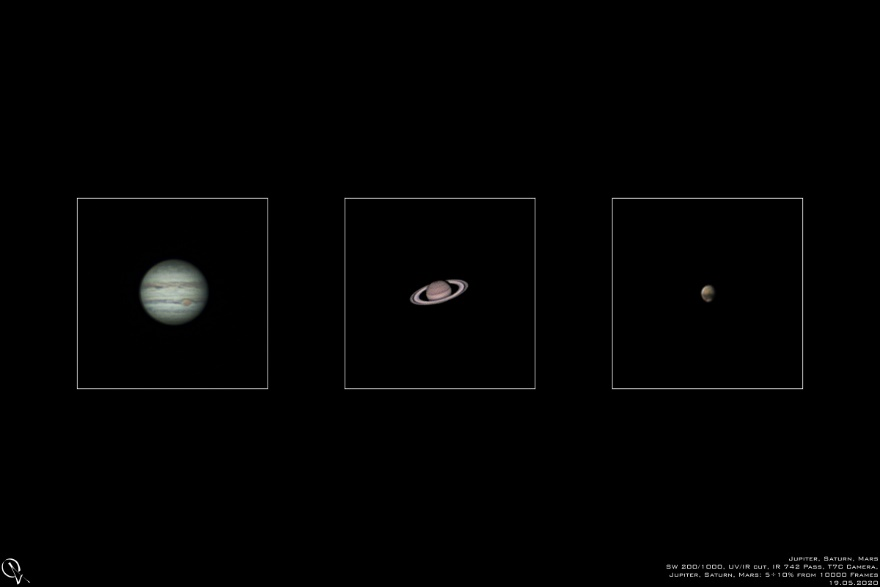 Jupiter, Saturn, Mars
SW 200/1000, UV/IR cut, IR 742 Pass, T7C Camera,
Jupiter, Saturn, Mars: 5÷10% from 10000 Frames
19.05.2020